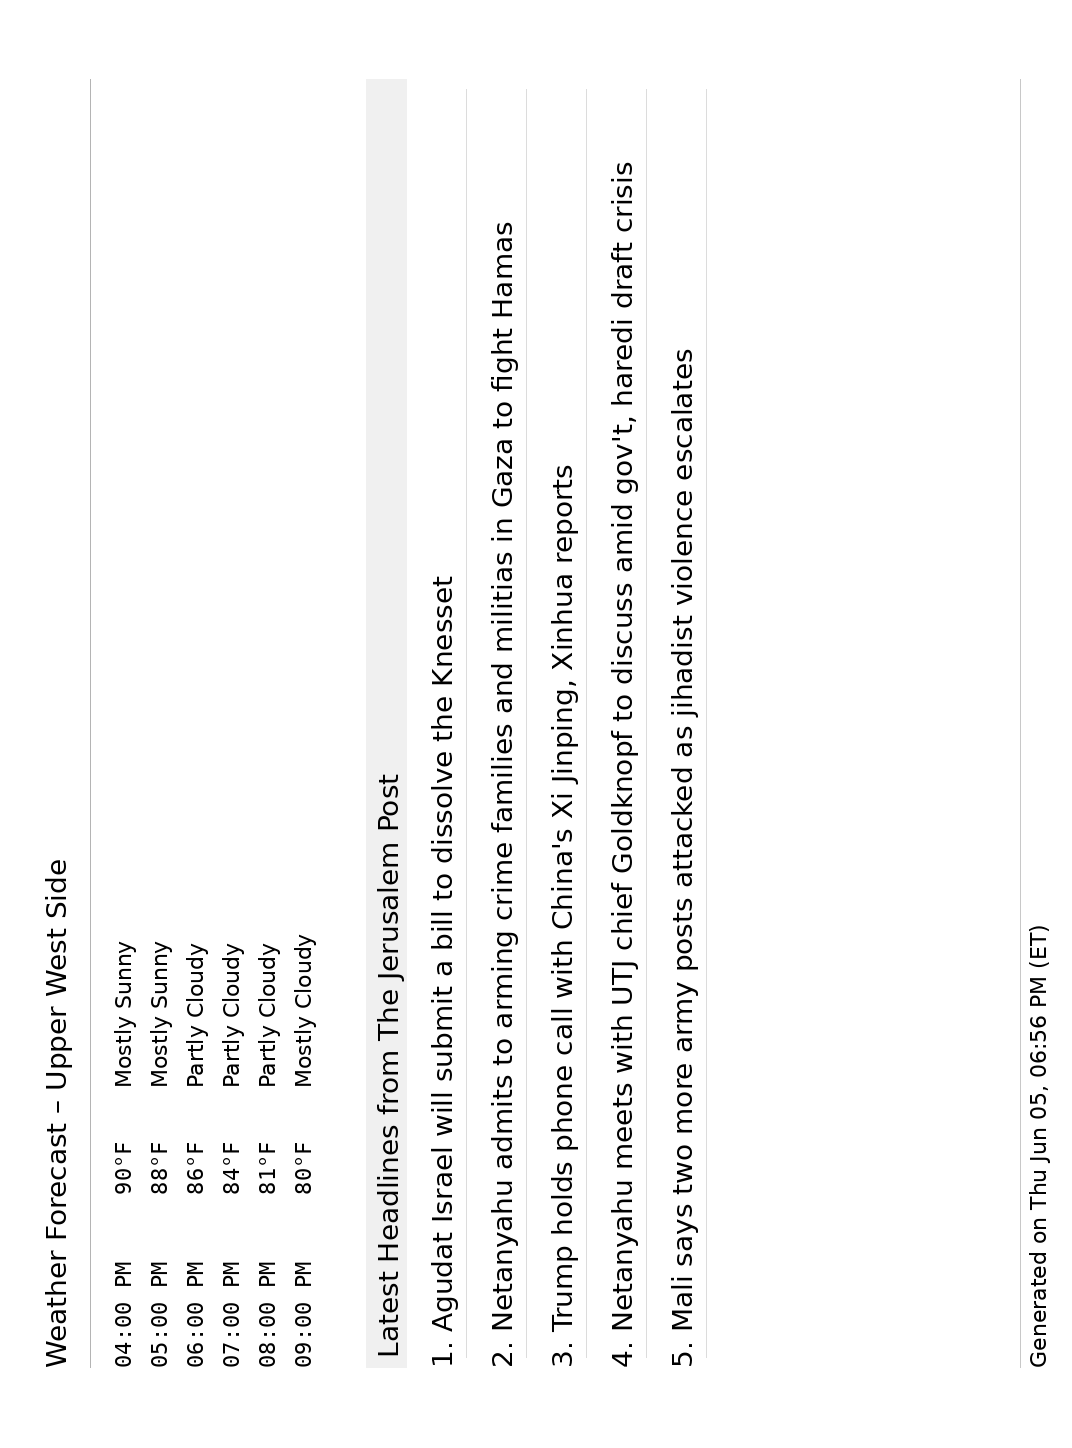 Weather Forecast – Upper West Side
04:00 PM 90°F Mostly Sunny
05:00 PM 88°F Mostly Sunny
06:00 PM 86°F Partly Cloudy
07:00 PM 84°F Partly Cloudy
08:00 PM 81°F Partly Cloudy
09:00 PM 80°F Mostly Cloudy
Latest Headlines from The Jerusalem Post
1. Agudat Israel will submit a bill to dissolve the Knesset
2. Netanyahu admits to arming crime families and militias in Gaza to fight Hamas
3. Trump holds phone call with China's Xi Jinping, Xinhua reports
4. Netanyahu meets with UTJ chief Goldknopf to discuss amid gov't, haredi draft crisis
5. Mali says two more army posts attacked as jihadist violence escalates
Generated on Thu Jun 05, 06:56 PM (ET)